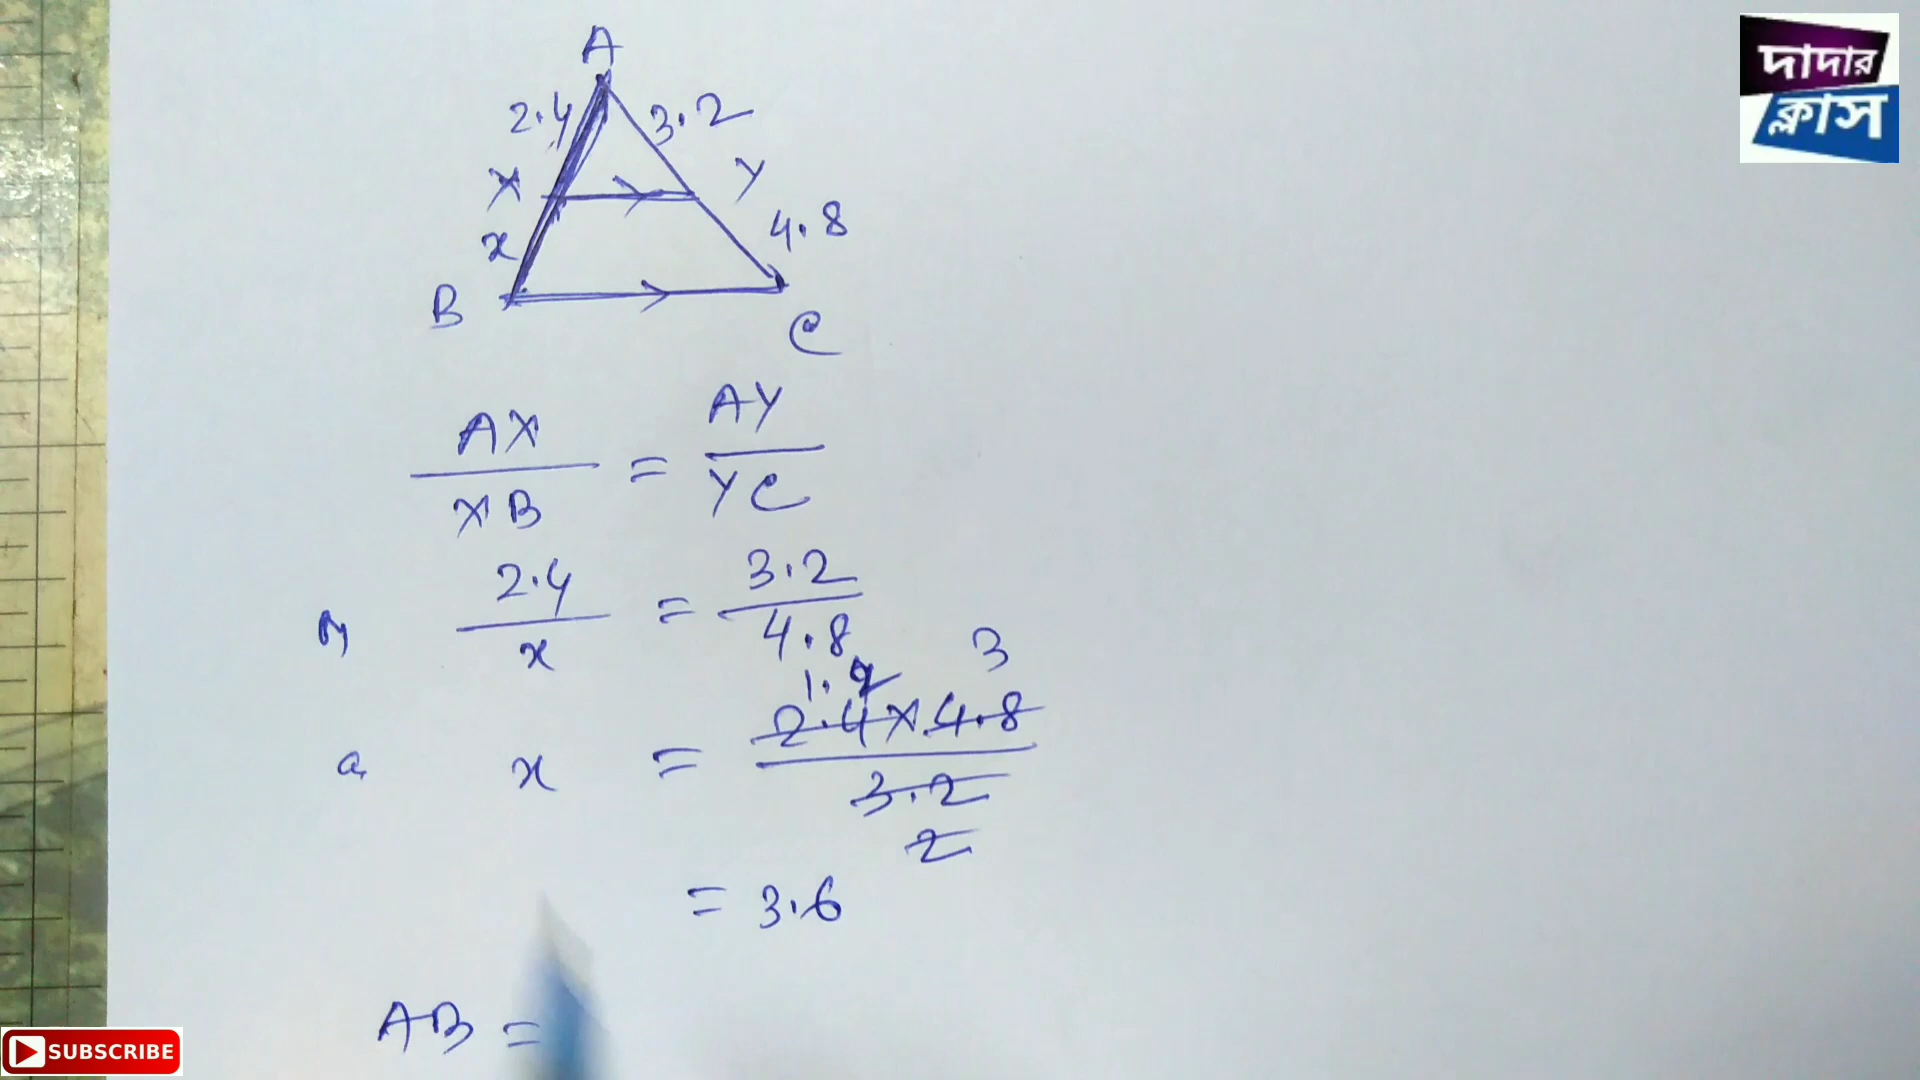 দাদার
ক্লাস
A
2.4 3.2
X Y
x 4.8
B C
AX/XB = AY/YC
2.4/x = 3.2/4.8
1.2 3
x = 2.4×4.8/3.2
2
= 3.6
AB =
SUBSCRIBE